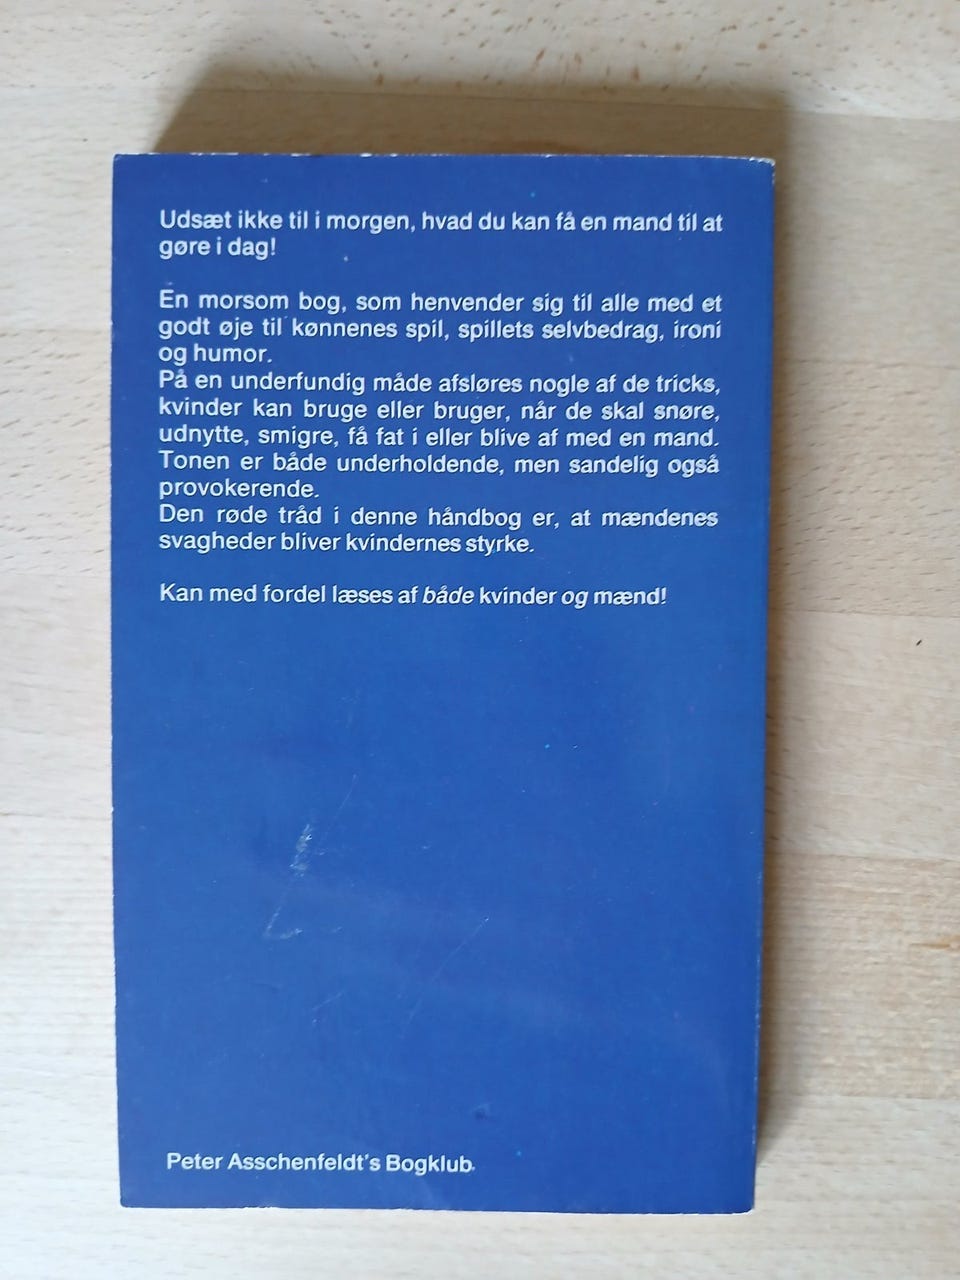 Udsæt ikke til i morgen, hvad du kan få en mand til at
gøre i dag!
En morsom bog, som henvender sig til alle med et
godt øje til kønnenes spil, spillets selvbedrag, ironi
og humor.
På en underfundig måde afsløres nogle af de tricks,
kvinder kan bruge eller bruger, når de skal snøre,
udnytte, smigre, få fat i eller blive af med en mand.
Tonen er både underholdende, men sandelig også
provokerende.
Den røde tråd i denne håndbog er, at mændenes
svagheder bliver kvindernes styrke.
Kan med fordel læses af både kvinder og mænd!
Peter Asschenfeldt's Bogklub